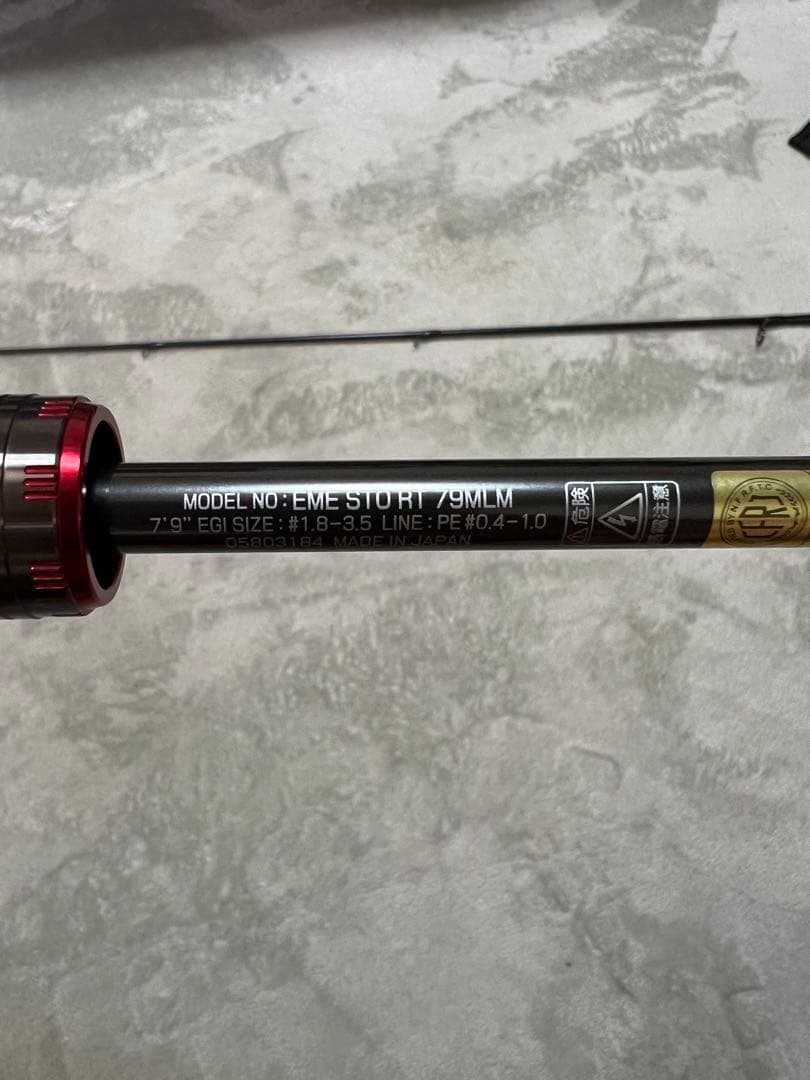 MODEL NO : EME STO RT 79MLM
7'9" EGI SIZE : #1.8-3.5 LINE : PE #0.4-1.0
05803184 MADE IN JAPAN
危険
感電注意